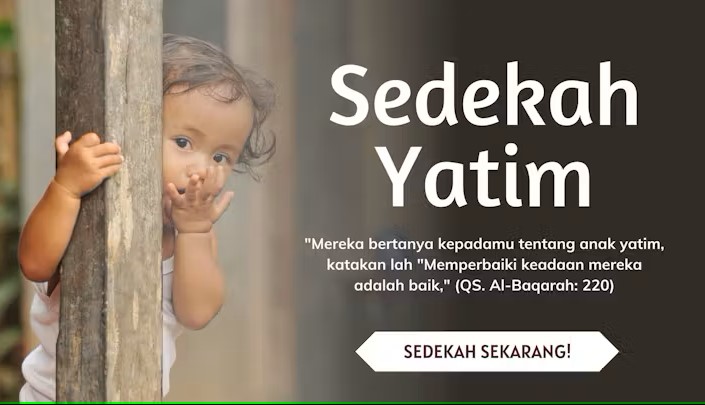 Sedekah
Yatim
"Mereka bertanya kepadamu tentang anak yatim,
katakan lah "Memperbaiki keadaan mereka
adalah baik," (QS. Al-Baqarah: 220)
SEDEKAH SEKARANG!